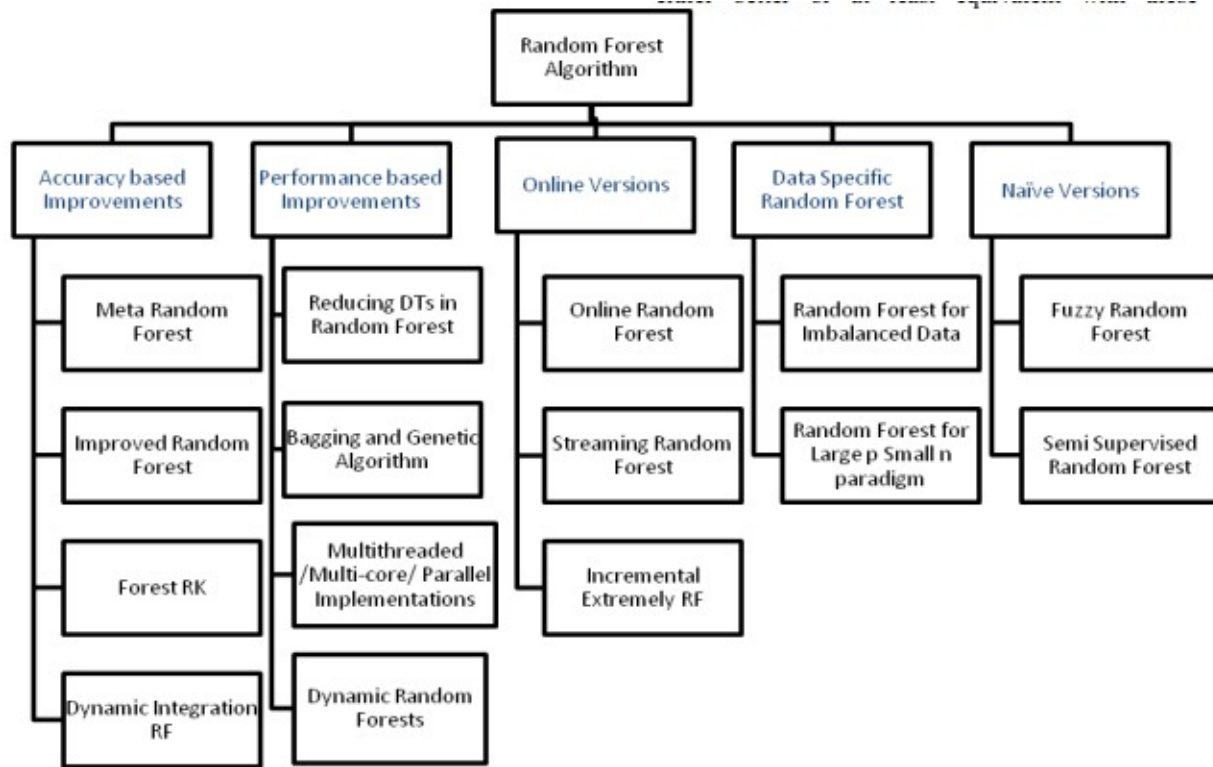 Random Forest
Algorithm
Accuracy based
Improvements
Performance based
Improvements
Online Versions
Data Specific
Random Forest
Naïve Versions
Meta Random
Forest
Improved Random
Forest
Forest RK
Dynamic Integration
RF
Reducing DTs in
Random Forest
Bagging and Genetic
Algorithm
Multithreaded
/Multi-core/ Parallel
Implementations
Dynamic Random
Forests
Online Random
Forest
Streaming Random
Forest
Incremental
Extremely RF
Random Forest for
Imbalanced Data
Random Forest for
Large p Small n
paradigm
Fuzzy Random
Forest
Semi Supervised
Random Forest